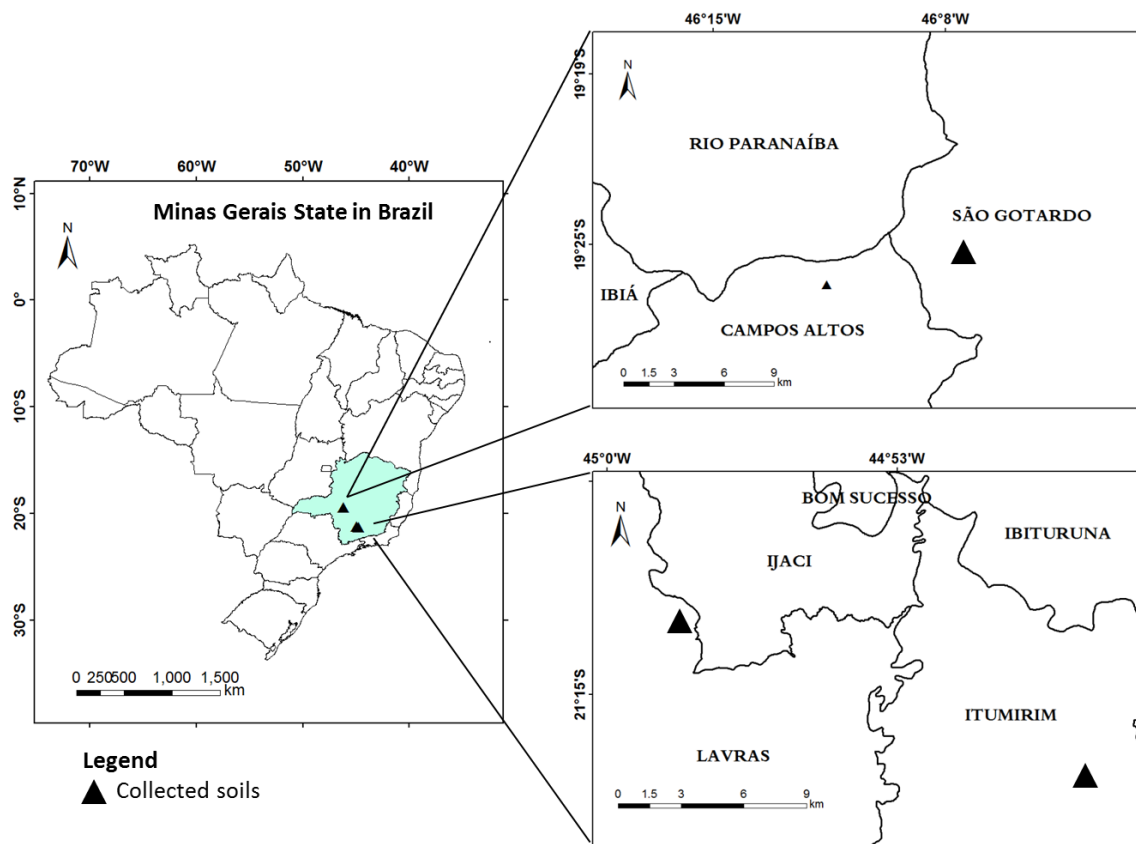 70°W 60°W 50°W 40°W
10°N
0°
10°S
20°S
30°S
Minas Gerais State in Brazil
N
0 250500 1,000 1,500
km
Legend
Collected soils
46°15'W 46°8'W
19°19'S
19°25'S
N
RIO PARANAÍBA
SÃO GOTARDO
IBIÁ
CAMPOS ALTOS
0 1.5 3 6 9
km
45°0'W 44°53'W
21°15'S
N
BOM SUCESSO
IBITURUNA
IJACI
ITUMIRIM
LAVRAS
0 1.5 3 6 9
km